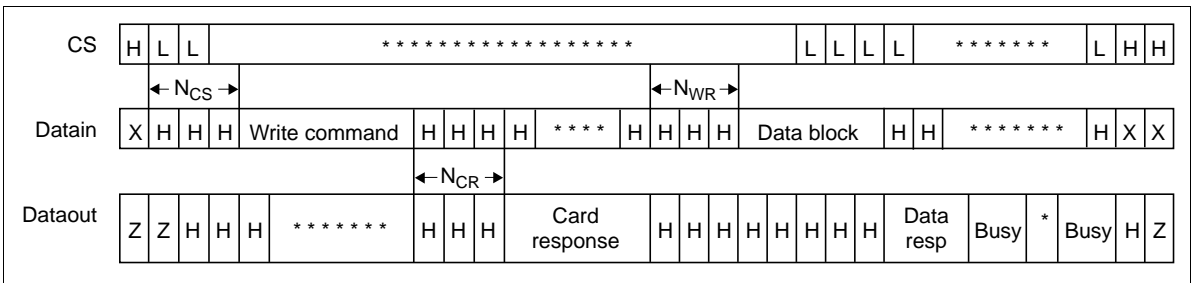 CS H L L * * * * * * * * * * * * * * * * * * L L L L * * * * * * * L H H
N_CS N_WR
Datain X H H H Write command H H H H * * * * H H H H Data block H H * * * * * * * H X X
N_CR
Dataout Z Z H H H * * * * * * * H H H Card response H H H H H H H H Data resp Busy * Busy H Z